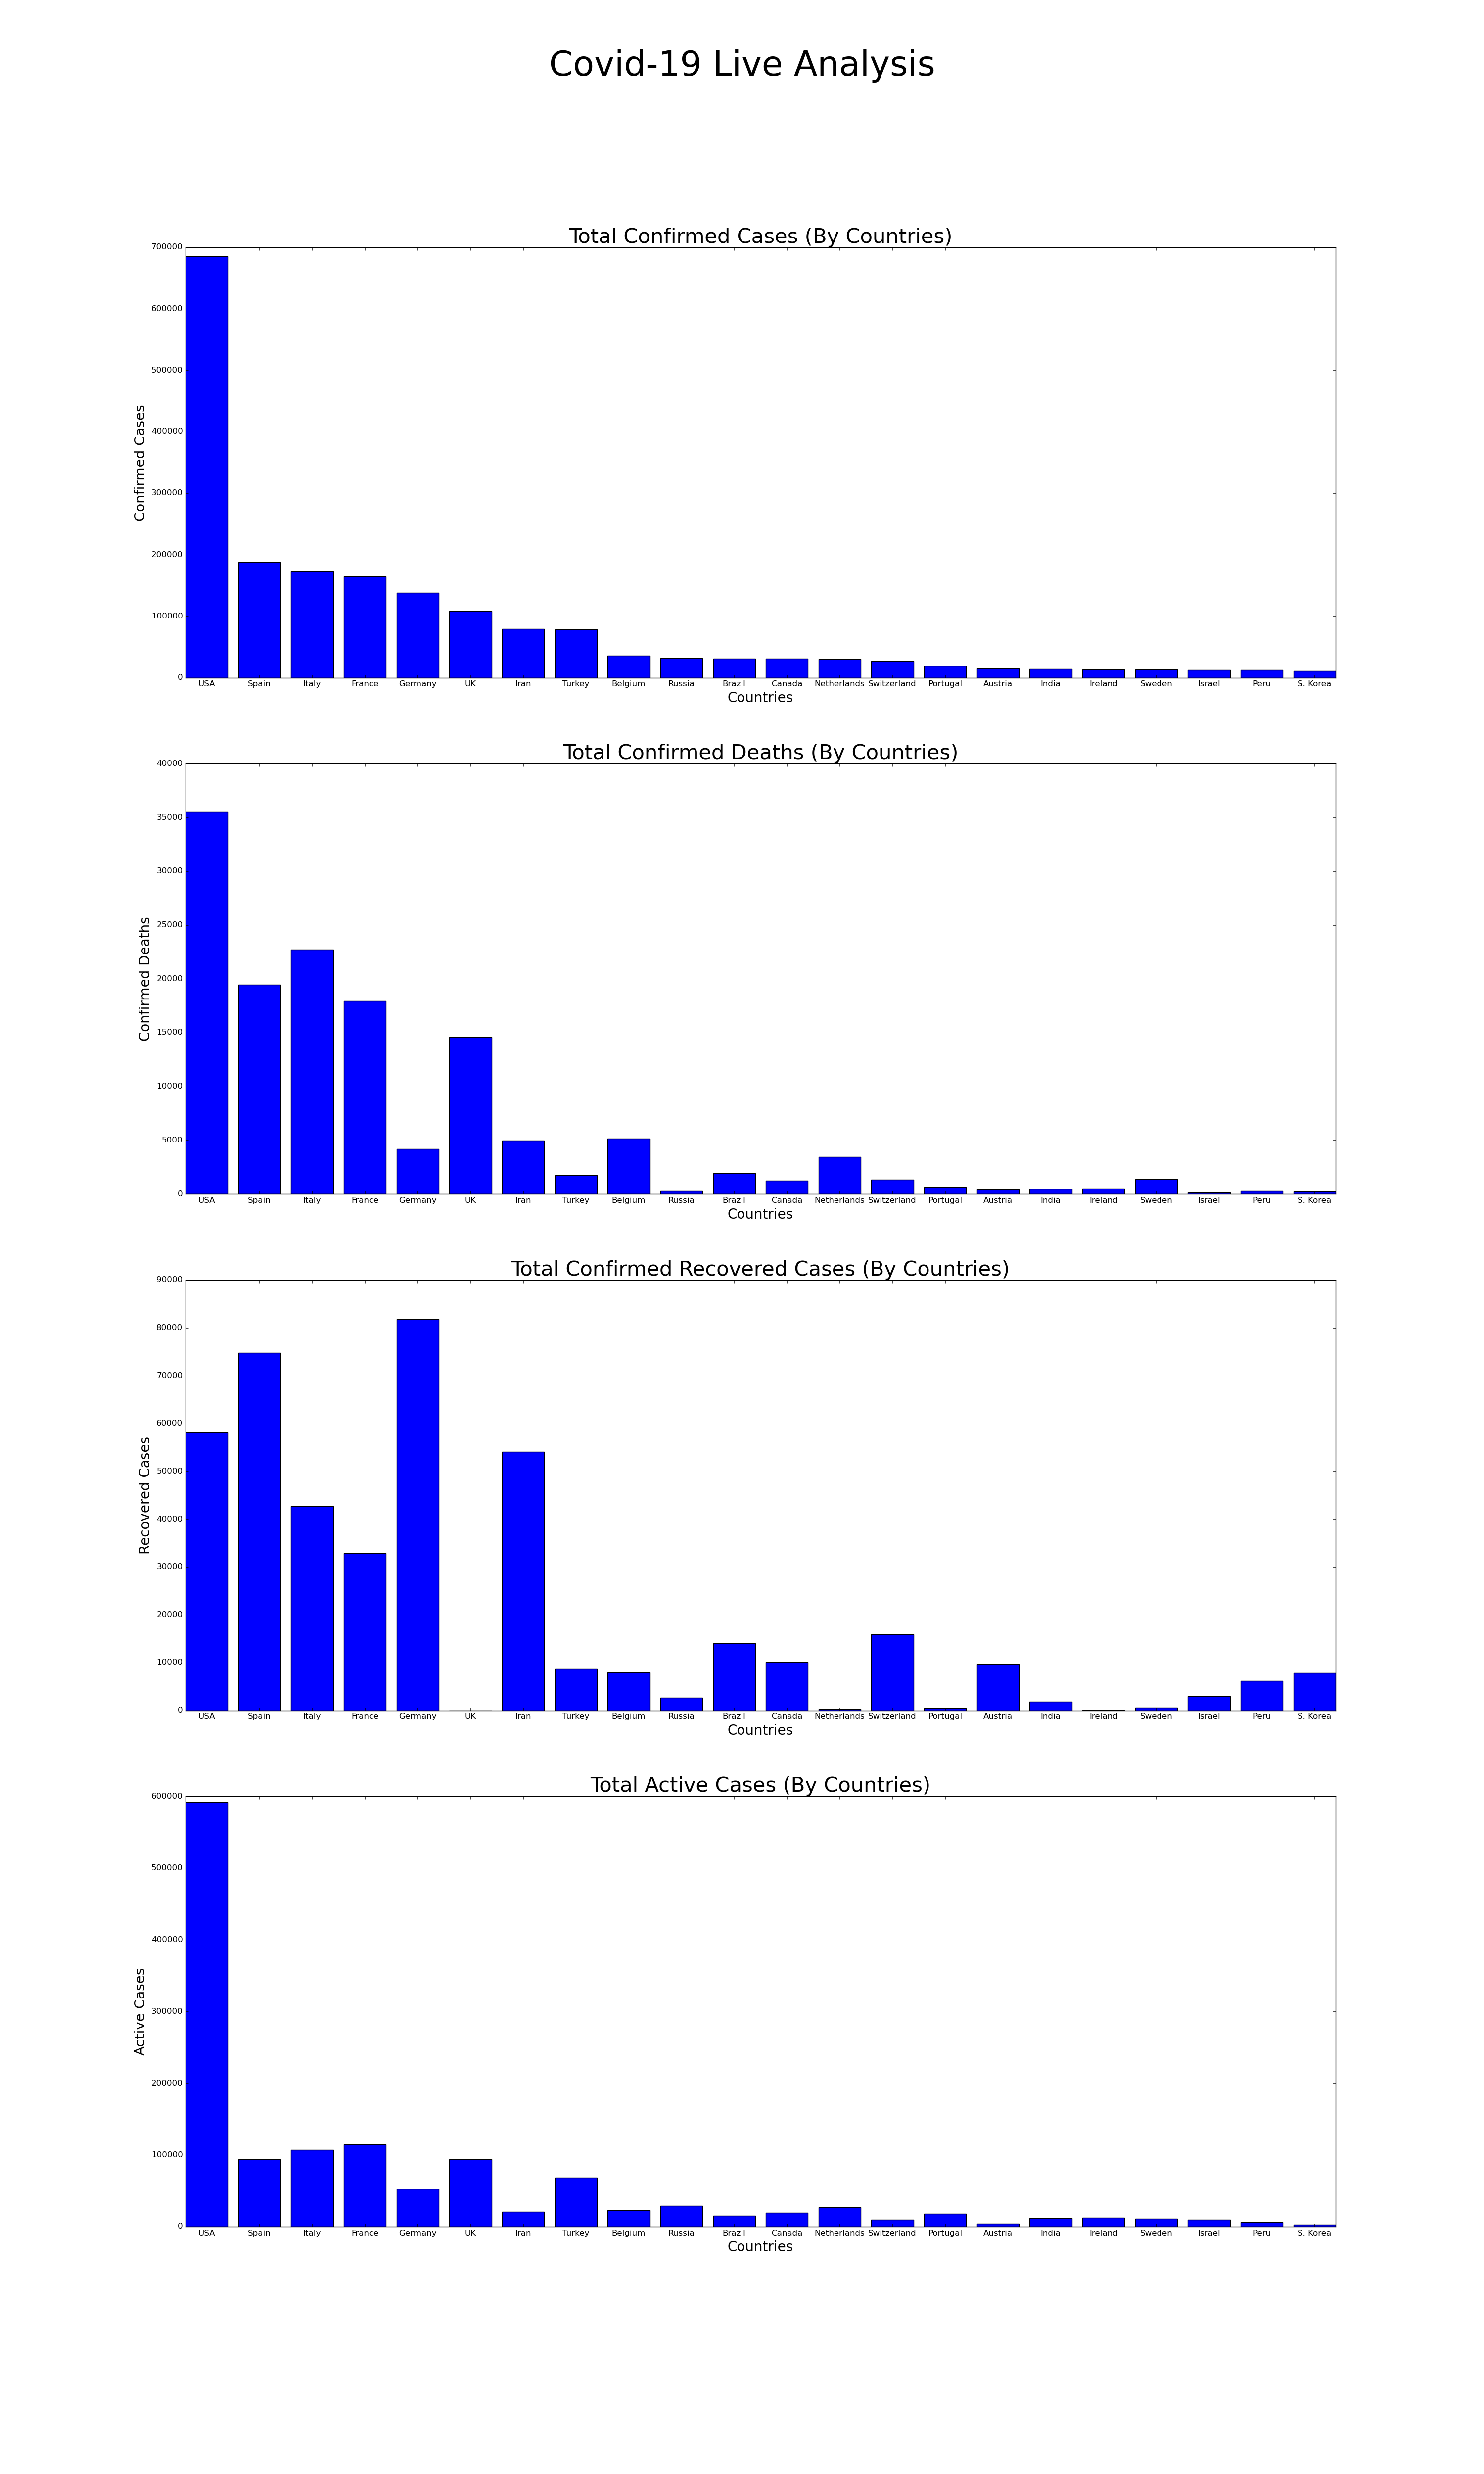 Covid-19 Live Analysis
Total Confirmed Cases (By Countries)
700000
600000
500000
400000
300000
200000
100000
0
Confirmed Cases
USA Spain Italy France Germany UK Iran Turkey Belgium Russia Brazil Canada Netherlands Switzerland Portugal Austria India Ireland Sweden Israel Peru S. Korea
Countries
Total Confirmed Deaths (By Countries)
40000
35000
30000
25000
20000
15000
10000
5000
0
Confirmed Deaths
USA Spain Italy France Germany UK Iran Turkey Belgium Russia Brazil Canada Netherlands Switzerland Portugal Austria India Ireland Sweden Israel Peru S. Korea
Countries
Total Confirmed Recovered Cases (By Countries)
90000
80000
70000
60000
50000
40000
30000
20000
10000
0
Recovered Cases
USA Spain Italy France Germany UK Iran Turkey Belgium Russia Brazil Canada Netherlands Switzerland Portugal Austria India Ireland Sweden Israel Peru S. Korea
Countries
Total Active Cases (By Countries)
600000
500000
400000
300000
200000
100000
0
Active Cases
USA Spain Italy France Germany UK Iran Turkey Belgium Russia Brazil Canada Netherlands Switzerland Portugal Austria India Ireland Sweden Israel Peru S. Korea
Countries